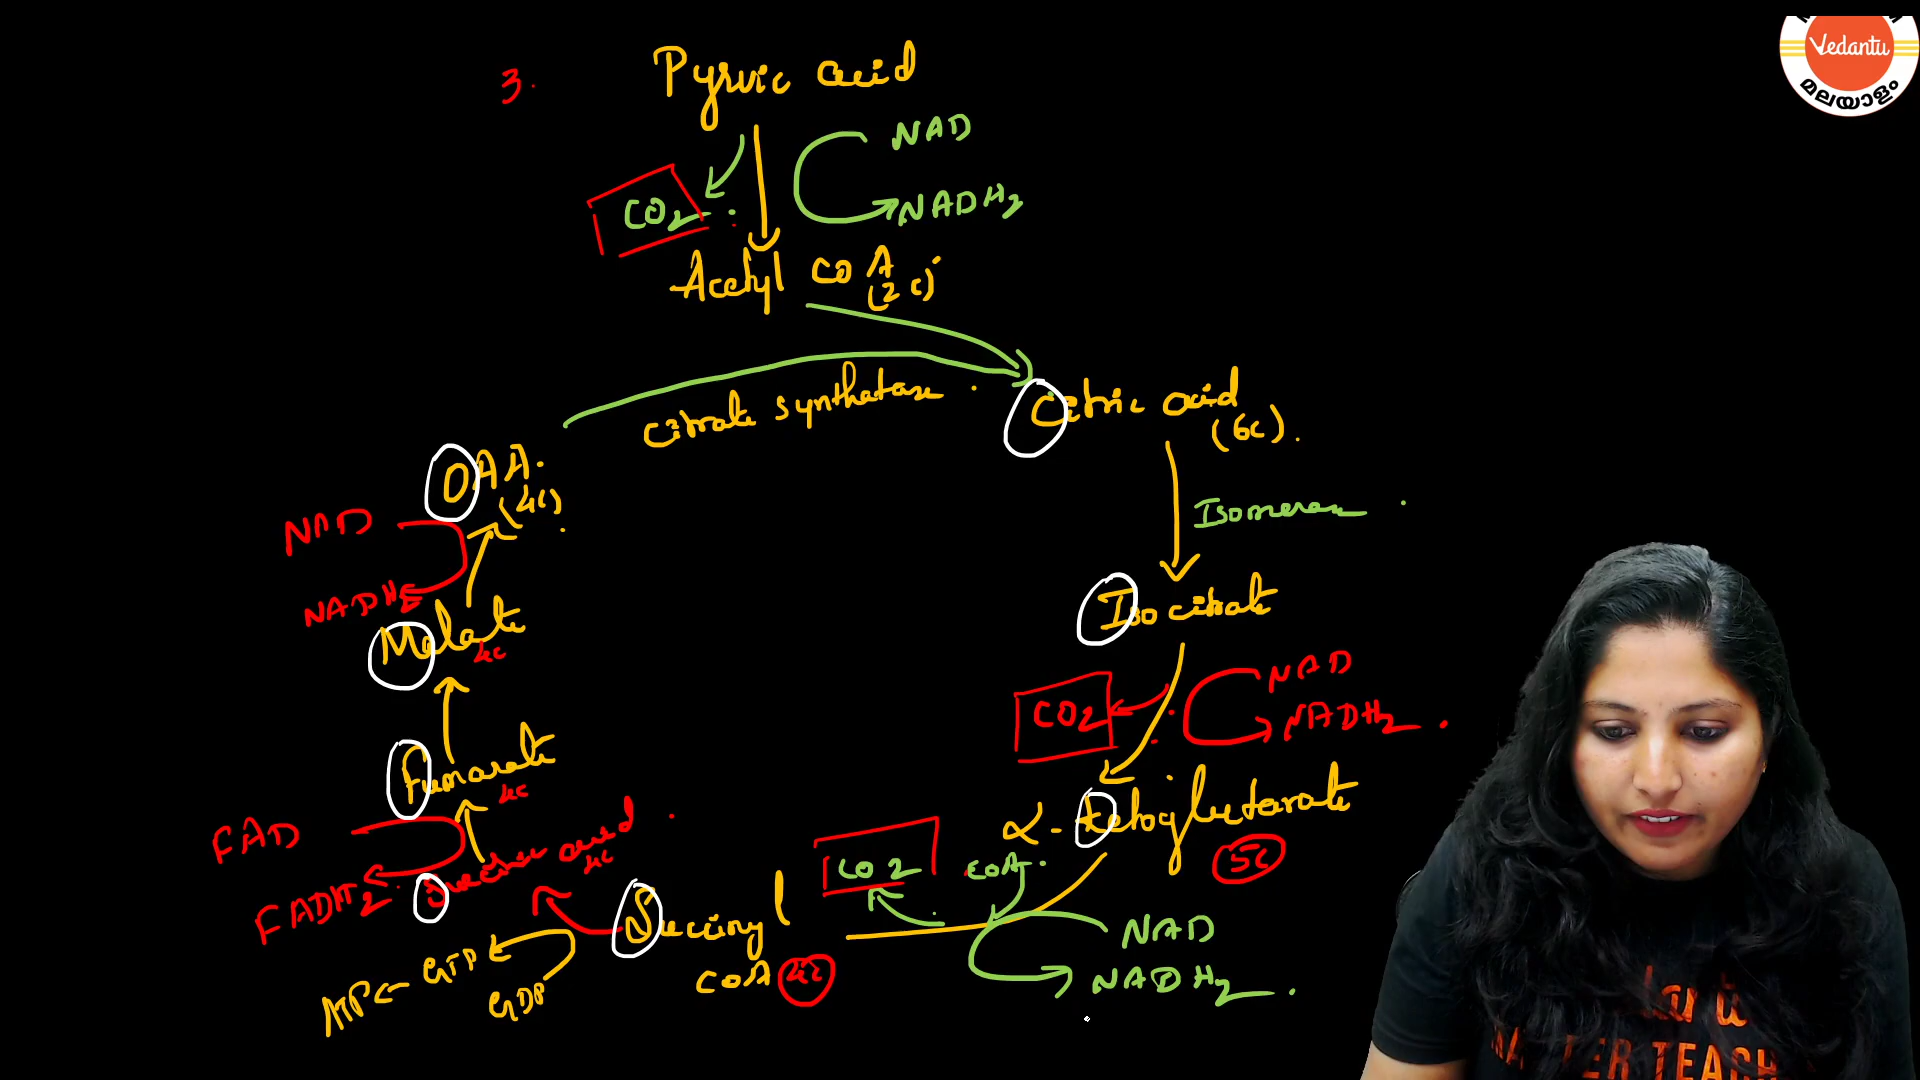 Vedantu
മലയാളം
3.
Pyruvic acid
NAD
CO2
NADH2
Acetyl COA
(2C)
Citrate synthetase
Citric acid
(6C).
OAA.
(4C)
Isomerase
NAD
NADH2
Isocitrate
Malate
4C
NAD
CO2
NADH2
Fumarate
4C
α-Ketoglutarate
5C
FAD
FADH2
Succinic acid
4C
CO2
COA
Succinyl
COA 4C
NAD
NADH2
ATP
GTP
GDP
MASTER TEACH